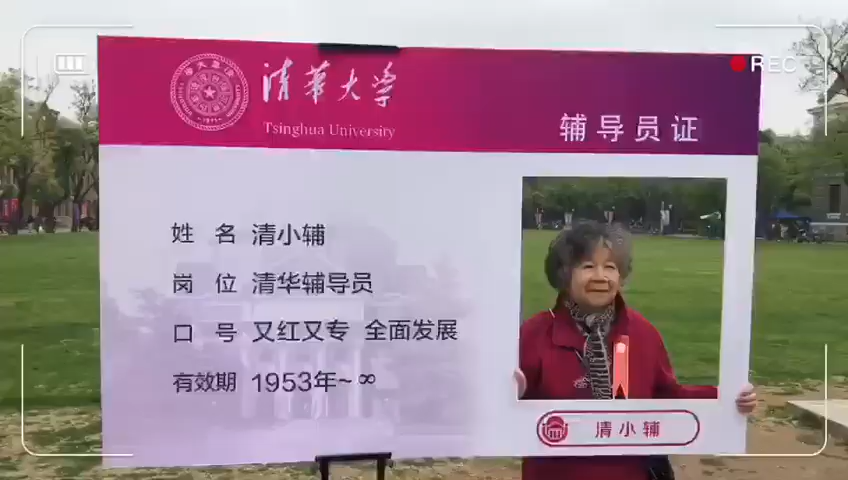 REC
清华大学
Tsinghua University
辅导员证
姓 名 清小辅
岗 位 清华辅导员
口 号 又红又专 全面发展
有效期 1953年~∞
清小辅